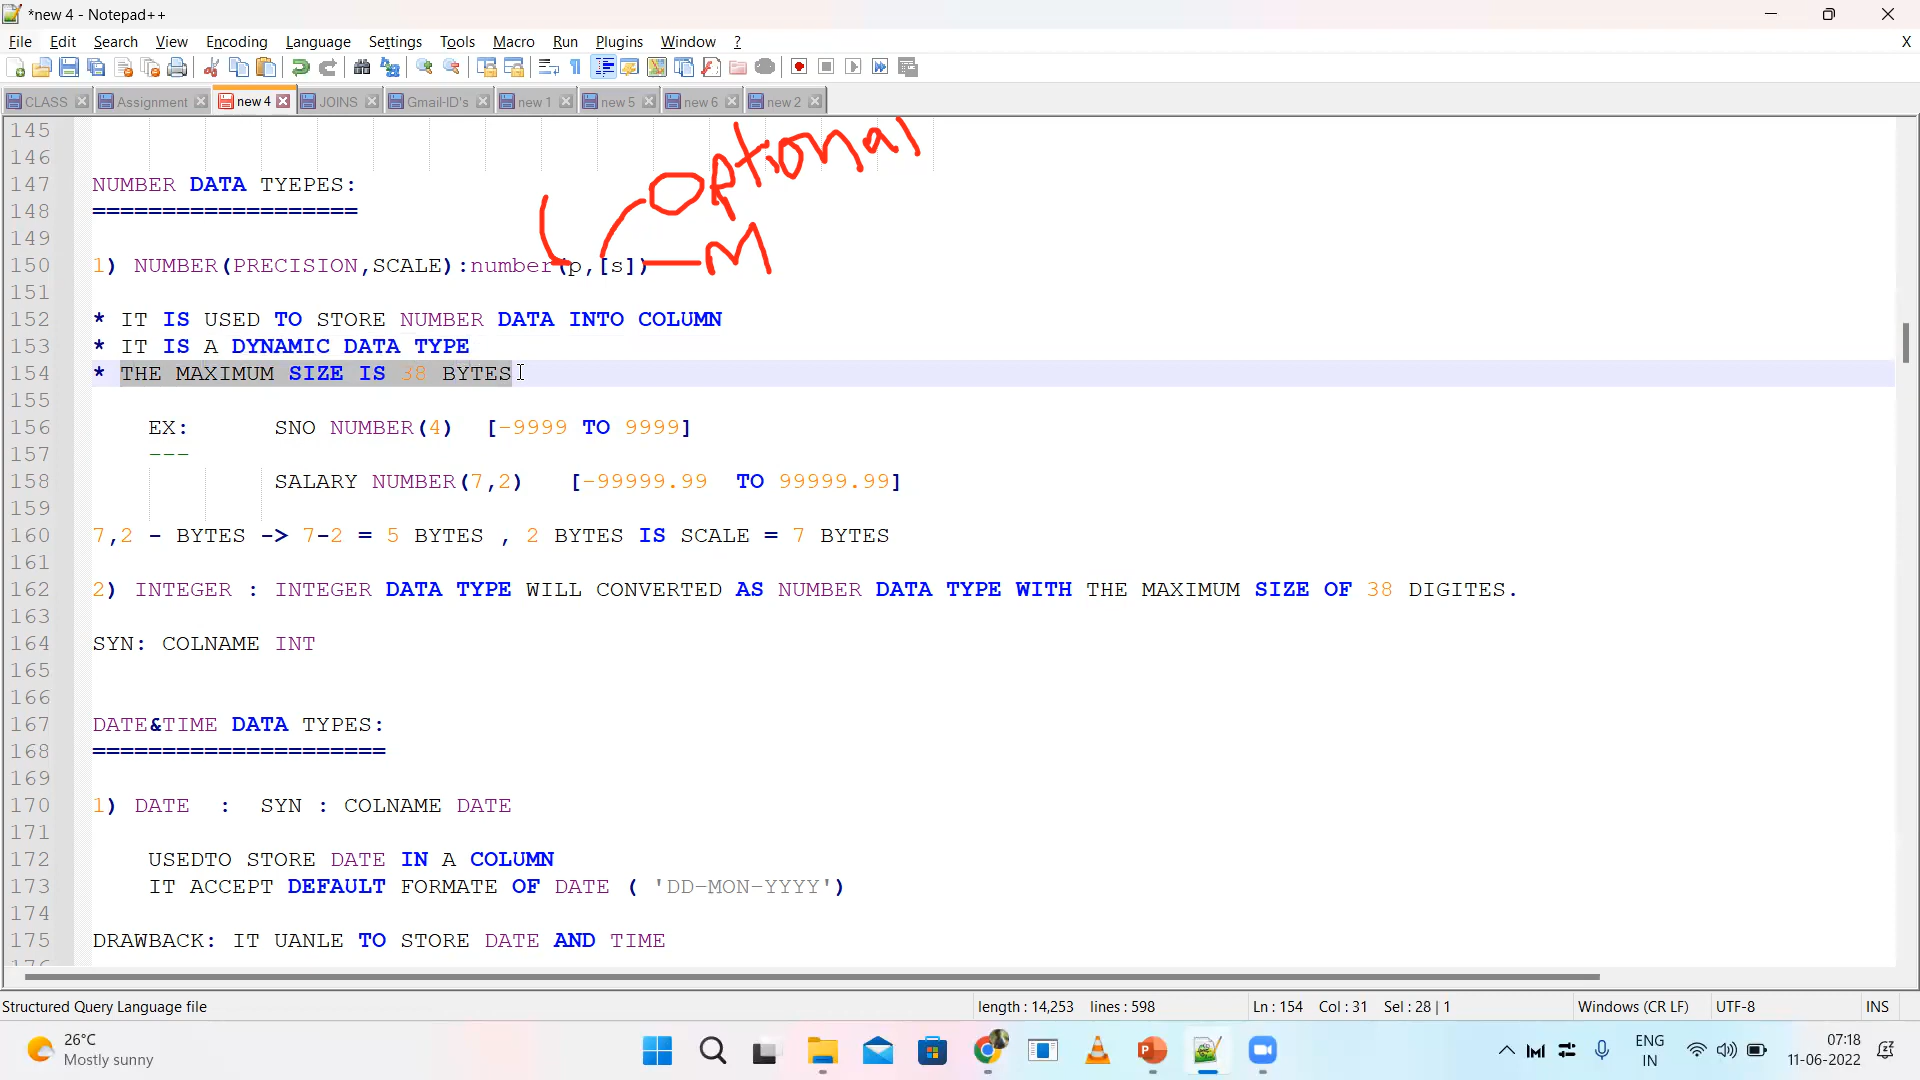 *new 4 - Notepad++
File Edit Search View Encoding Language Settings Tools Macro Run Plugins Window ? X
CLASS Assignment new 4 JOINS Gmail-ID's new 1 new 5 new 6 new 2
145
146
Optional
147 NUMBER DATA TYEPES:
148 ===================
149
M
150 1) NUMBER(PRECISION,SCALE):number(p,[s])
151
152 * IT IS USED TO STORE NUMBER DATA INTO COLUMN
153 * IT IS A DYNAMIC DATA TYPE
154 * THE MAXIMUM SIZE IS 38 BYTES
155
156 EX: SNO NUMBER(4) [-9999 TO 9999]
157 ---
158 SALARY NUMBER(7,2) [-99999.99 TO 99999.99]
159
160 7,2 - BYTES -> 7-2 = 5 BYTES , 2 BYTES IS SCALE = 7 BYTES
161
162 2) INTEGER : INTEGER DATA TYPE WILL CONVERTED AS NUMBER DATA TYPE WITH THE MAXIMUM SIZE OF 38 DIGITES.
163
164 SYN: COLNAME INT
165
166
167 DATE&TIME DATA TYPES:
168 =====================
169
170 1) DATE : SYN : COLNAME DATE
171
172 USEDTO STORE DATE IN A COLUMN
173 IT ACCEPT DEFAULT FORMATE OF DATE ( 'DD-MON-YYYY')
174
175 DRAWBACK: IT UANLE TO STORE DATE AND TIME
176
Structured Query Language file length : 14,253 lines : 598 Ln : 154 Col : 31 Sel : 28 | 1 Windows (CR LF) UTF-8 INS
26°C
Mostly sunny
ENG
IN
07:18
11-06-2022